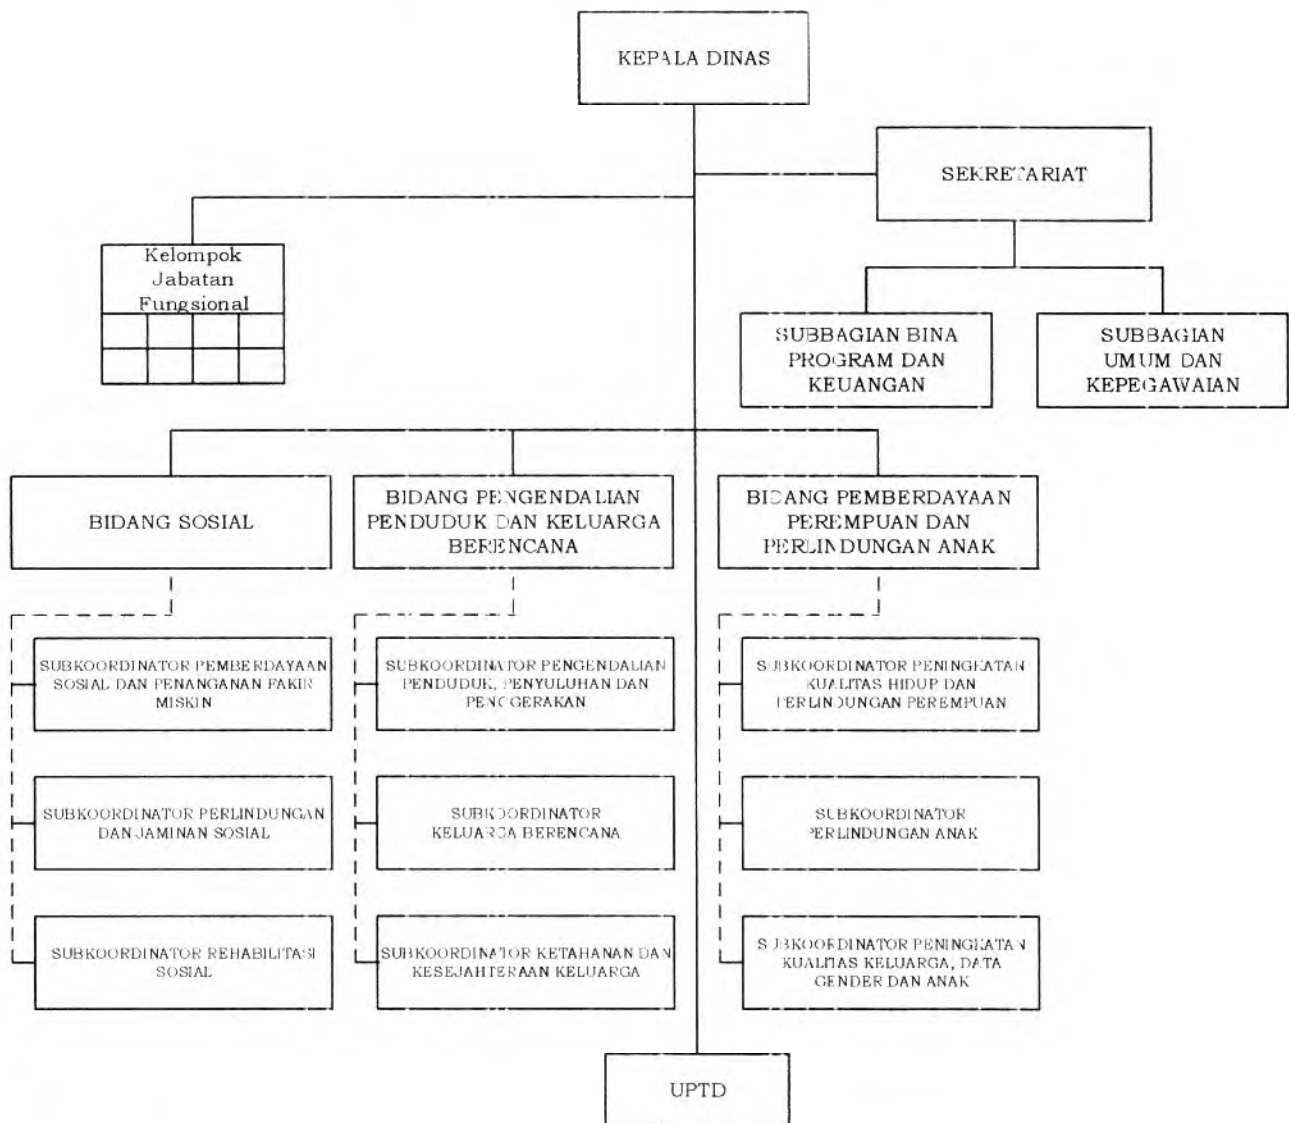 KEPALA DINAS
SEKRETARIAT
Kelompok
Jabatan
Fungsional
SUBBAGIAN BINA
PROGRAM DAN
KEUANGAN
SUBBAGIAN
UMUM DAN
KEPEGAWAIAN
BIDANG SOSIAL
BIDANG PENGENDALIAN
PENDUDUK DAN KELUARGA
BERENCANA
BIDANG PEMBERDAYAAN
PEREMPUAN DAN
PERLINDUNGAN ANAK
SUBKOORDINATOR PEMBERDAYAAN
SOSIAL DAN PENANGANAN FAKIR
MISKIN
SUBKOORDINATOR PENGENDALIAN
PENDUDUK, PENYULUHAN DAN
PENGGERAKAN
SUBKOORDINATOR PENINGKATAN
KUALITAS HIDUP DAN
PERLINDUNGAN PEREMPUAN
SUBKOORDINATOR PERLINDUNGAN
DAN JAMINAN SOSIAL
SUBKOORDINATOR
KELUARGA BERENCANA
SUBKOORDINATOR
PERLINDUNGAN ANAK
SUBKOORDINATOR REHABILITASI
SOSIAL
SUBKOORDINATOR KETAHANAN DAN
KESEJAHTERAAN KELUARGA
SUBKOORDINATOR PENINGKATAN
KUALITAS KELUARGA, DATA
GENDER DAN ANAK
UPTD